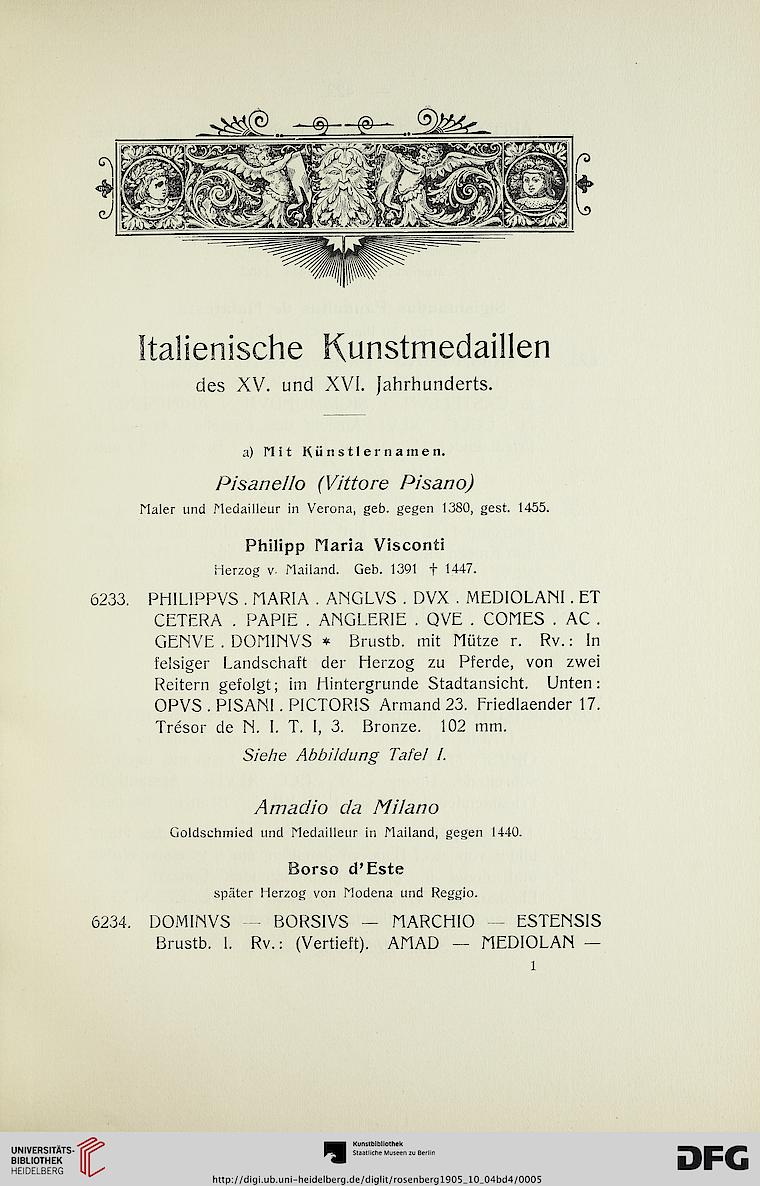 Italienische Kunstmedaillen
des XV. und XVI. Jahrhunderts.
a) Mit Künstlernamen.
Pisanello (Vittore Pisano)
Maler und Medailleur in Verona, geb. gegen 1380, gest. 1455.
Philipp Maria Visconti
Herzog v. Mailand. Geb. 1391 † 1447.
6233. PHILIPPVS . MARIA . ANGLVS . DVX . MEDIOLANI . ET
CETERA . PAPIE . ANGLERIE . QVE . COMES . AC .
GENVE . DOMINVS * Brustb. mit Mütze r. Rv.: In
felsiger Landschaft der Herzog zu Pferde, von zwei
Reitern gefolgt; im Hintergrunde Stadtansicht. Unten:
OPVS . PISANI . PICTORIS Armand 23. Friedlaender 17.
Trésor de N. I. T. I, 3. Bronze. 102 mm.
Siehe Abbildung Tafel I.
Amadio da Milano
Goldschmied und Medailleur in Mailand, gegen 1440.
Borso d'Este
später Herzog von Modena und Reggio.
6234. DOMINVS — BORSIVS — MARCHIO — ESTENSIS
Brustb. l. Rv.: (Vertieft). AMAD — MEDIOLAN —
1
UNIVERSITÄTS-
BIBLIOTHEK
HEIDELBERG
Kunstbibliothek
Staatliche Museen zu Berlin
DFG
http://digi.ub.uni-heidelberg.de/diglit/rosenberg1905_10_04bd4/0005